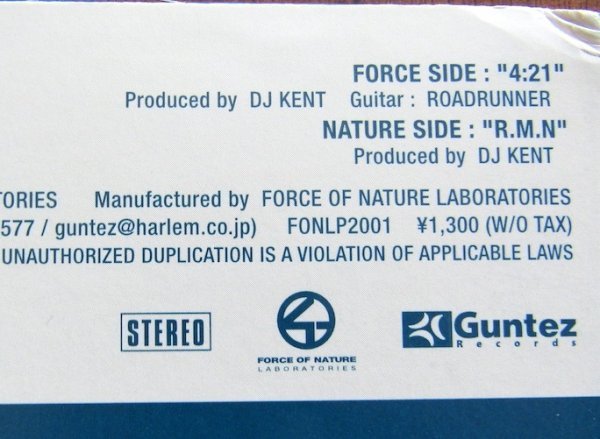 FORCE SIDE : "4:21"
Produced by DJ KENT Guitar : ROADRUNNER
NATURE SIDE : "R.M.N"
Produced by DJ KENT
TORIES Manufactured by FORCE OF NATURE LABORATORIES
577 / guntez@harlem.co.jp) FONLP2001 ¥1,300 (W/O TAX)
UNAUTHORIZED DUPLICATION IS A VIOLATION OF APPLICABLE LAWS
STEREO
FORCE OF NATURE
LABORATORIES
Guntez
Records